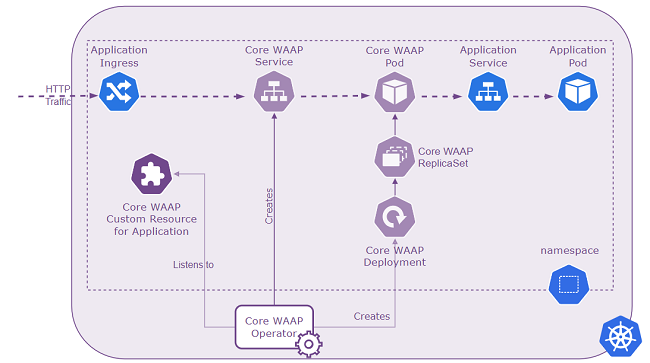 Application
Ingress
Core WAAP
Service
Core WAAP
Pod
Application
Service
Application
Pod
HTTP
Traffic
Core WAAP
ReplicaSet
Core WAAP
Custom Resource
for Application
Creates
Core WAAP
Deployment
namespace
Listens to
Core WAAP
Operator
Creates